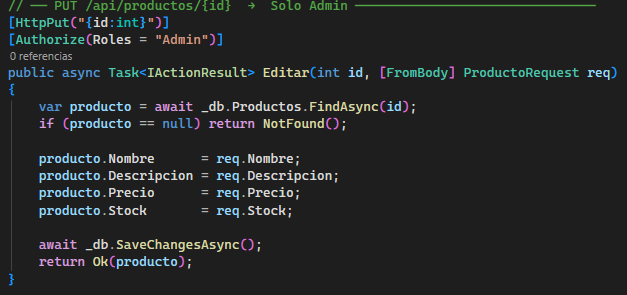 // ── PUT /api/productos/{id}  →  Solo Admin ──────────────────────────────
[HttpPut("{id:int}")]
[Authorize(Roles = "Admin")]
0 referencias
public async Task<IActionResult> Editar(int id, [FromBody] ProductoRequest req)
{
    var producto = await _db.Productos.FindAsync(id);
    if (producto == null) return NotFound();

    producto.Nombre      = req.Nombre;
    producto.Descripcion = req.Descripcion;
    producto.Precio      = req.Precio;
    producto.Stock       = req.Stock;

    await _db.SaveChangesAsync();
    return Ok(producto);
}